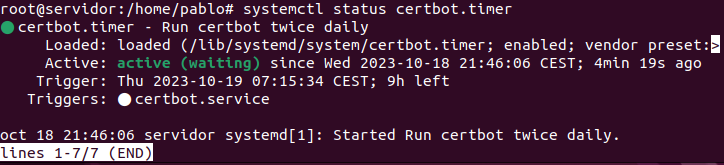 root@servidor:/home/pablo# systemctl status certbot.timer
● certbot.timer - Run certbot twice daily
Loaded: loaded (/lib/systemd/system/certbot.timer; enabled; vendor preset:>
Active: active (waiting) since Wed 2023-10-18 21:46:06 CEST; 4min 19s ago
Trigger: Thu 2023-10-19 07:15:34 CEST; 9h left
Triggers: ● certbot.service
oct 18 21:46:06 servidor systemd[1]: Started Run certbot twice daily.
lines 1-7/7 (END)